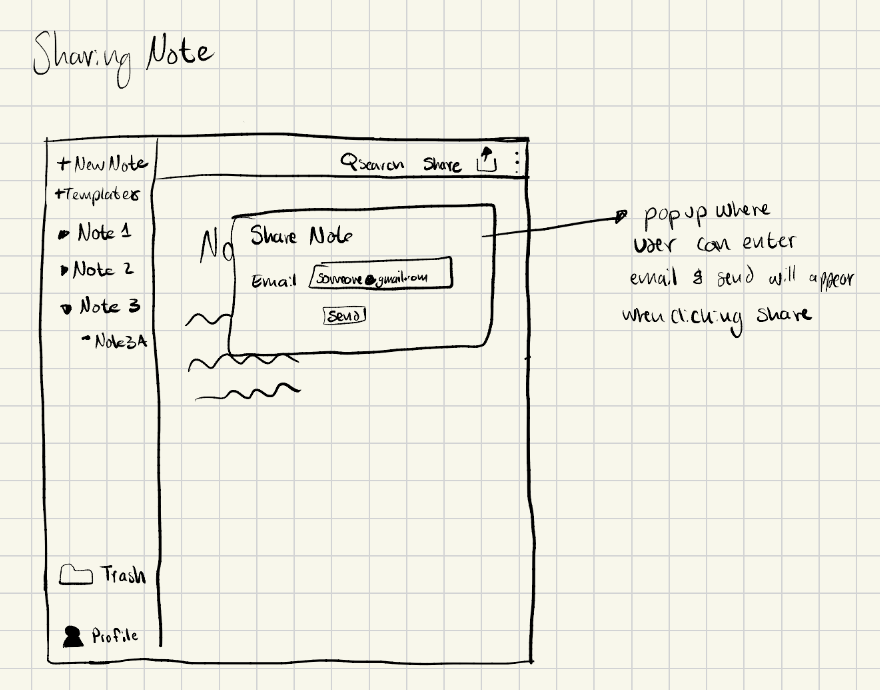 Sharing Note
+ New Note
+Templates
Note 1
Note 2
Note 3
Note3A
Trash
Profile
Search Share
No
Share Note
Email someone@gmail.com
Send
popup where
user can enter
email & send will appear
when clicking share